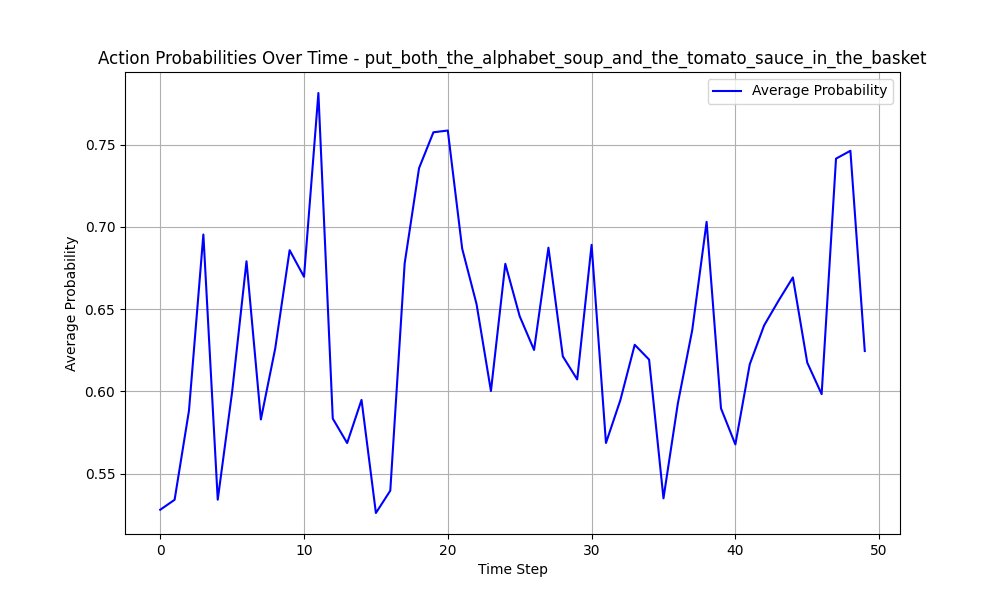 Action Probabilities Over Time - put_both_the_alphabet_soup_and_the_tomato_sauce_in_the_basket
Average Probability
0.75
0.70
0.65
0.60
0.55
Average Probability
0 10 20 30 40 50
Time Step